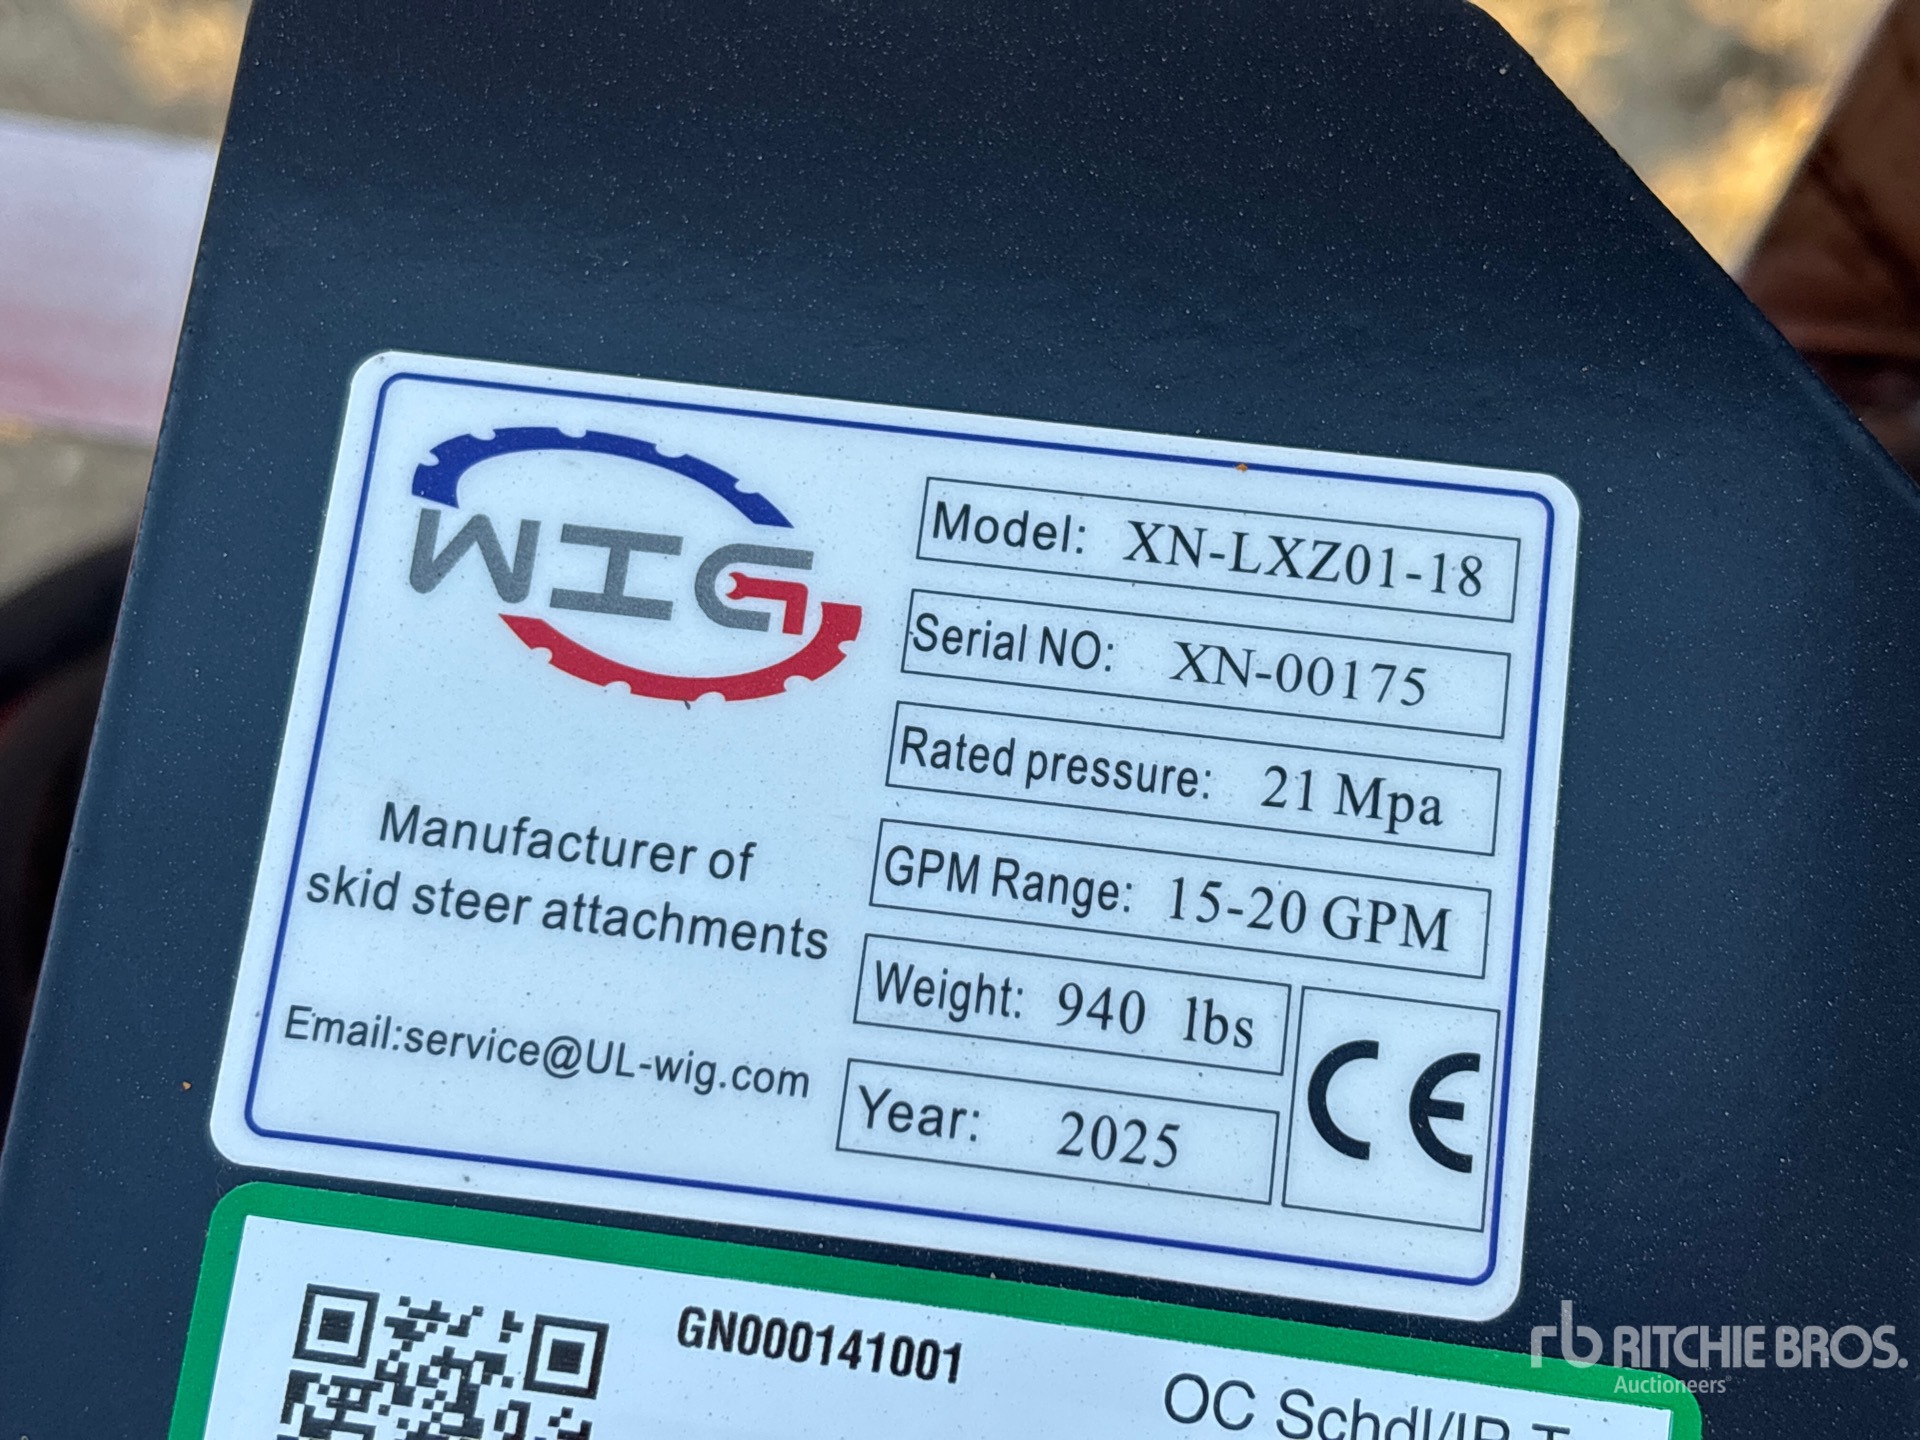 WIG
Manufacturer of
skid steer attachments
Email:service@UL-wig.com
Model: XN-LXZ01-18
Serial NO: XN-00175
Rated pressure: 21 Mpa
GPM Range: 15-20 GPM
Weight: 940 lbs
Year: 2025
CE
GN000141001
OC
rb RITCHIE BROS.
Auctioneers